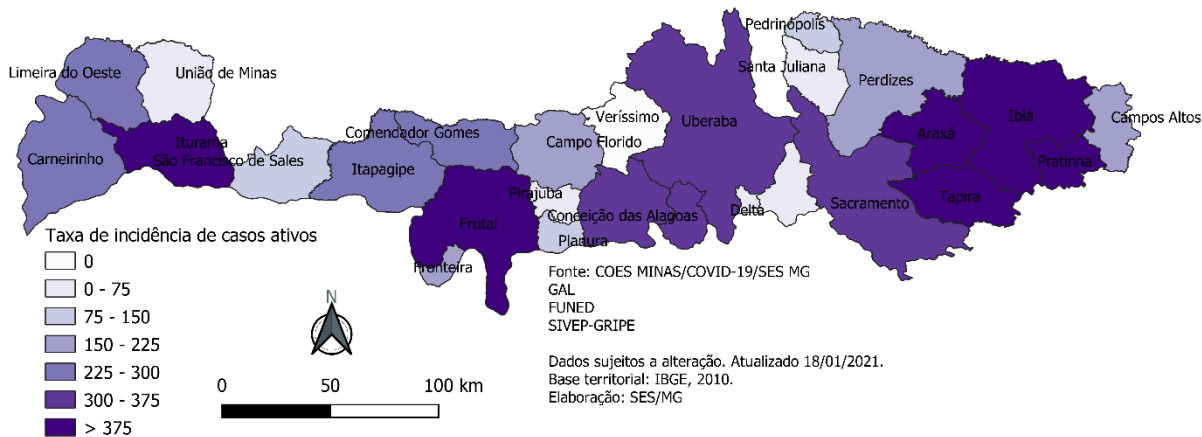 Pedrinópolis
Limeira do Oeste
União de Minas
Santa Juliana
Perdizes
Veríssimo
Ibiá
Campos Altos
Uberaba
Comendador Gomes
Araxá
Iturama
Campo Florido
Carneirinho
São Francisco de Sales
Itapagipe
Pratinha
Pirajuba
Tapira
Sacramento
Delta
Conceição das Alagoas
Frutal
Planura
Fronteira
Taxa de incidência de casos ativos
0
0 - 75
75 - 150
150 - 225
225 - 300
300 - 375
> 375
N
0 50 100 km
Fonte: COES MINAS/COVID-19/SES MG
GAL
FUNED
SIVEP-GRIPE
Dados sujeitos a alteração. Atualizado 18/01/2021.
Base territorial: IBGE, 2010.
Elaboração: SES/MG